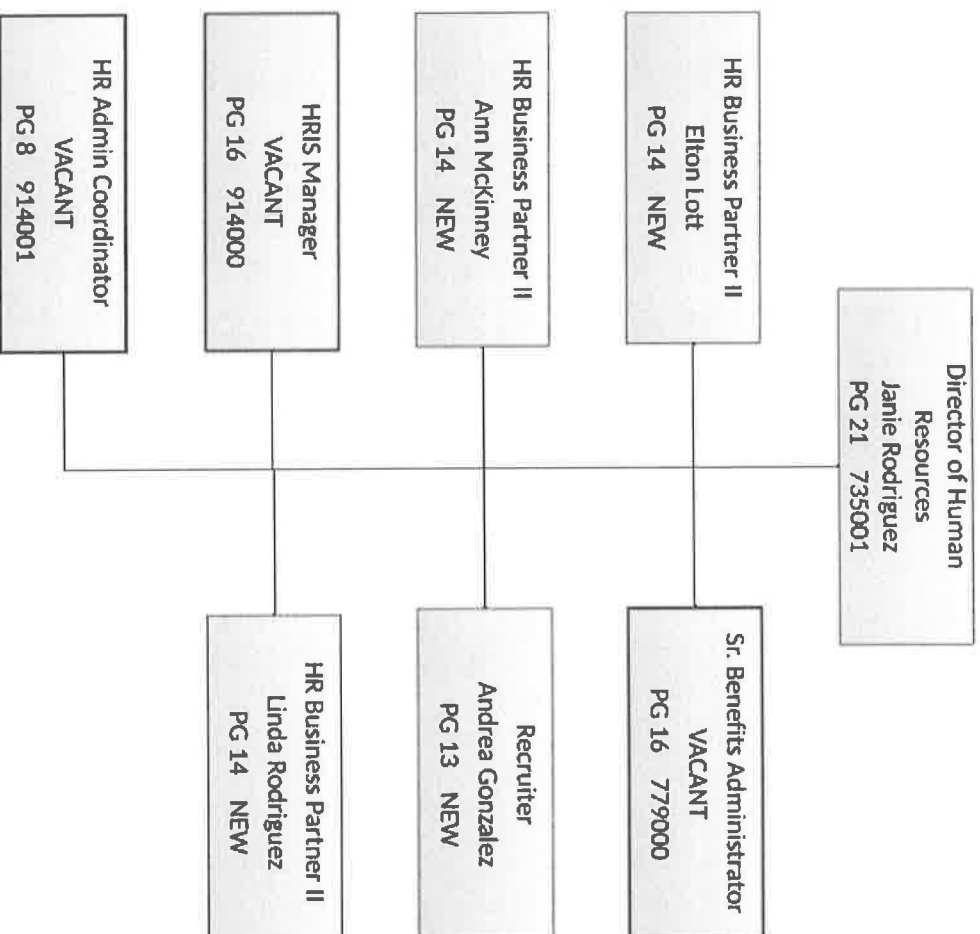 Director of Human
Resources
Janie Rodriguez
PG 21 735001
HR Business Partner II
Elton Lott
PG 14 NEW
Sr. Benefits Administrator
VACANT
PG 16 779000
HR Business Partner II
Ann McKinney
PG 14 NEW
Recruiter
Andrea Gonzalez
PG 13 NEW
HRIS Manager
VACANT
PG 16 914000
HR Business Partner II
Linda Rodriguez
PG 14 NEW
HR Admin Coordinator
VACANT
PG 8 914001